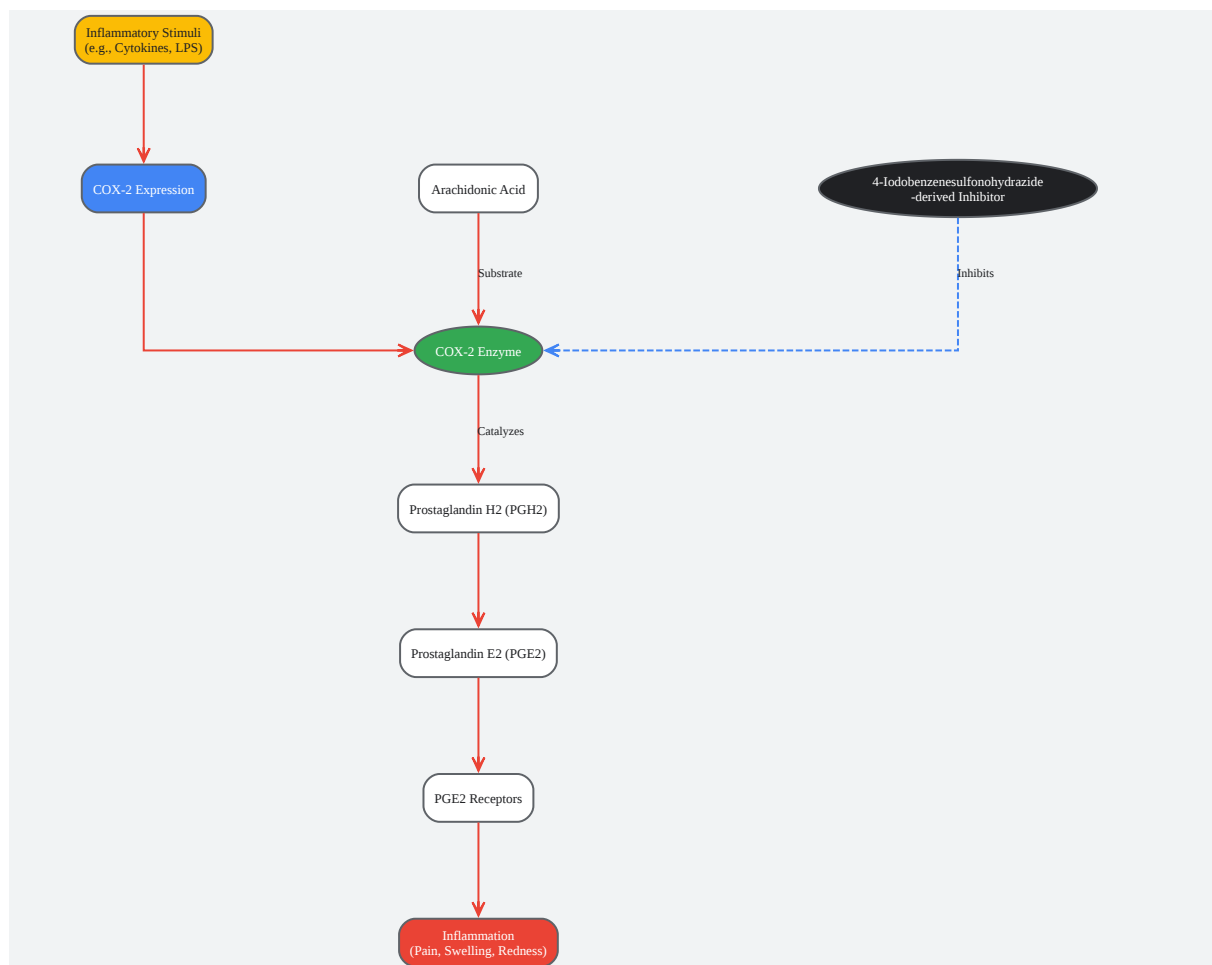 Inflammatory Stimuli
(e.g., Cytokines, LPS)
COX-2 Expression
Arachidonic Acid
4-Iodobenzenesulfonohydrazide
-derived Inhibitor
Substrate
Inhibits
COX-2 Enzyme
Catalyzes
Prostaglandin H2 (PGH2)
Prostaglandin E2 (PGE2)
PGE2 Receptors
Inflammation
(Pain, Swelling, Redness)